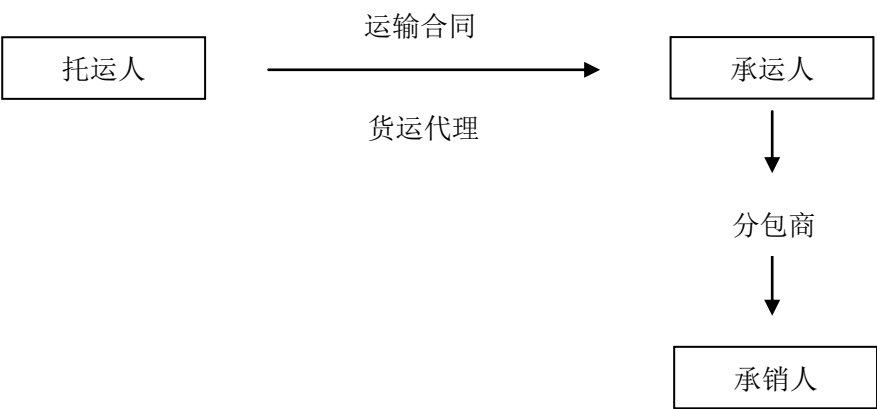 运输合同
托运人
承运人
货运代理
分包商
承销人